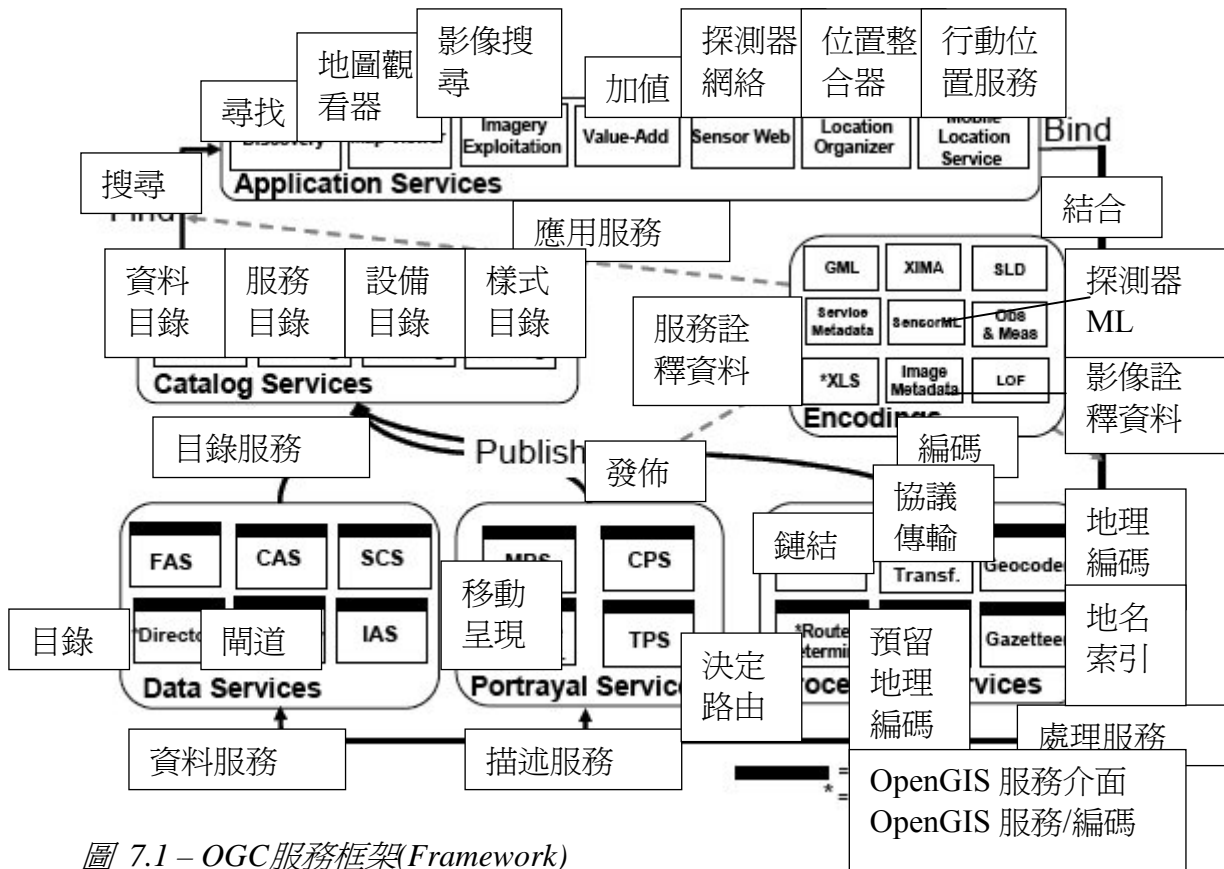 影像搜
尋
探測器
網絡
位置整
合器
行動位
置服務
地圖觀
看器
加值
尋找
Imagery
Exploitation
Value-Add
Sensor Web
Location
Organizer
Location
Service
Bind
Application Services
搜尋
結合
應用服務
資料
目錄
服務
目錄
設備
目錄
樣式
目錄
GML
XIMA
SLD
探測器
ML
Service
Metadata
SensorML
Obs
& Meas
服務詮
釋資料
*XLS
Image
Metadata
LOF
影像詮
釋資料
Catalog Services
Encodings
目錄服務
Publish
發佈
編碼
協議
傳輸
鏈結
地理
編碼
FAS
CAS
SCS
CPS
Transf.
Geocoder
移動
呈現
目錄
閘道
IAS
TPS
*Route
Gazetteer
地名
索引
決定
路由
預留
地理
編碼
Data Services
Portrayal Servic
資料服務
描述服務
處理服務
=
* =
OpenGIS 服務介面
OpenGIS 服務/編碼
圖 7.1 – OGC服務框架(Framework)